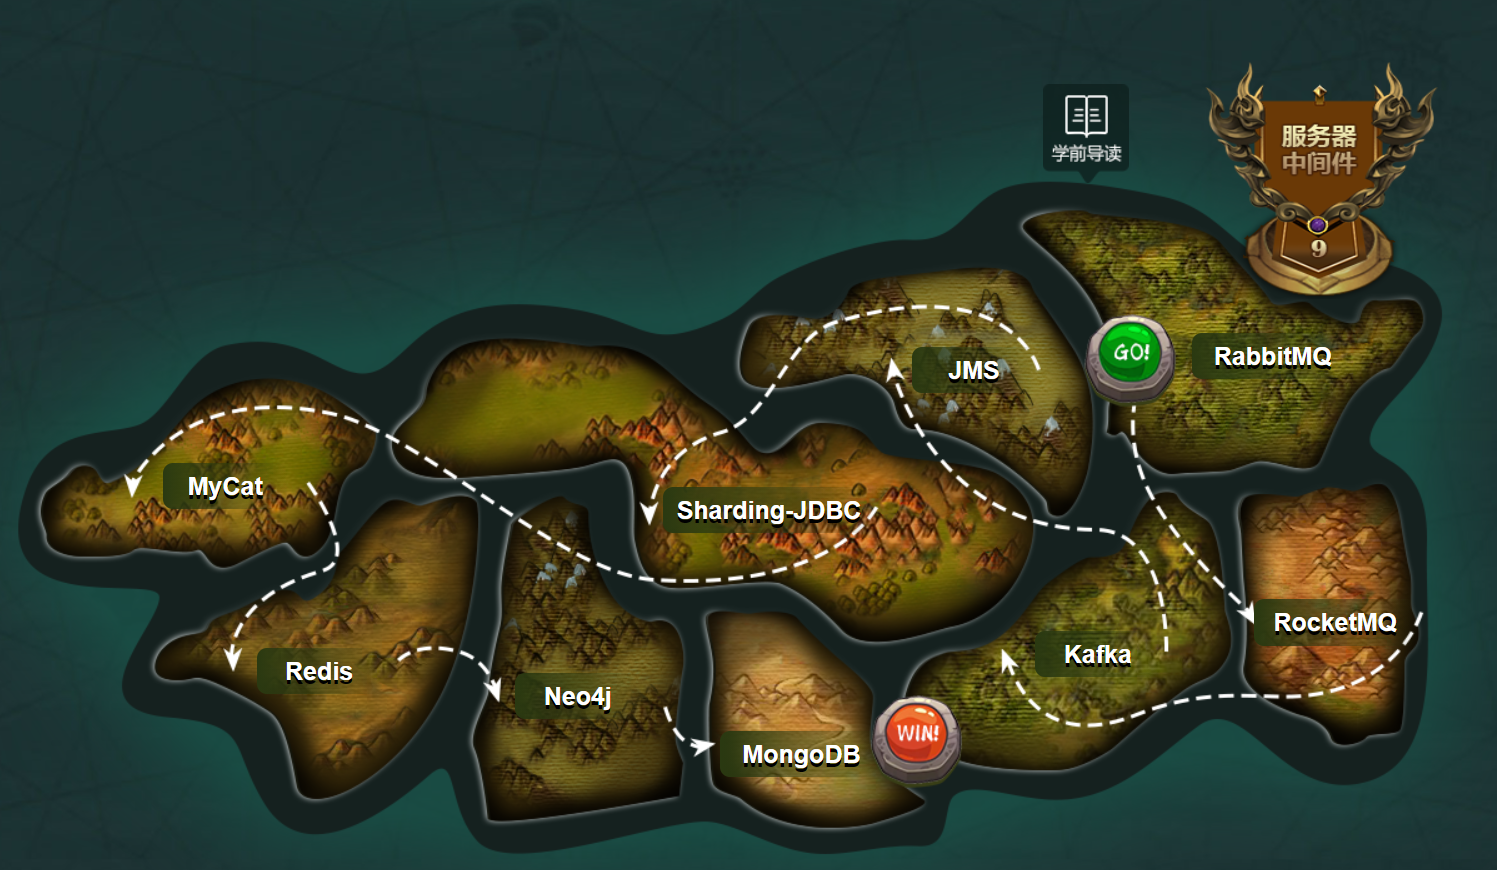 学前导读
服务器
中间件
9
GO!
RabbitMQ
JMS
MyCat
Sharding-JDBC
RocketMQ
Kafka
Redis
Neo4j
WIN!
MongoDB